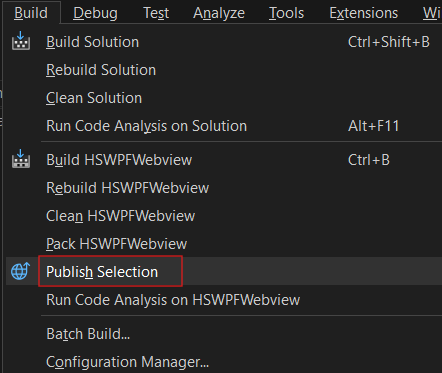 Build Debug Test Analyze Tools Extensions Wi
Build Solution Ctrl+Shift+B
Rebuild Solution
Clean Solution
Run Code Analysis on Solution Alt+F11
Build HSWPFWebview Ctrl+B
Rebuild HSWPFWebview
Clean HSWPFWebview
Pack HSWPFWebview
Publish Selection
Run Code Analysis on HSWPFWebview
Batch Build...
Configuration Manager...